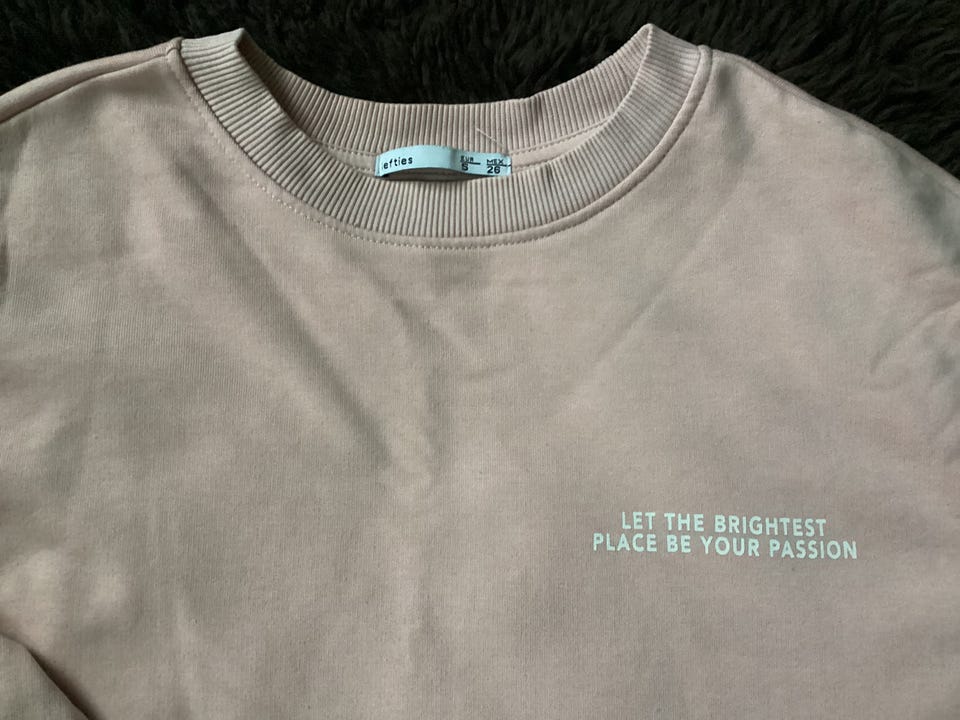 lefties
EUR MEX
S 26
LET THE BRIGHTEST
PLACE BE YOUR PASSION